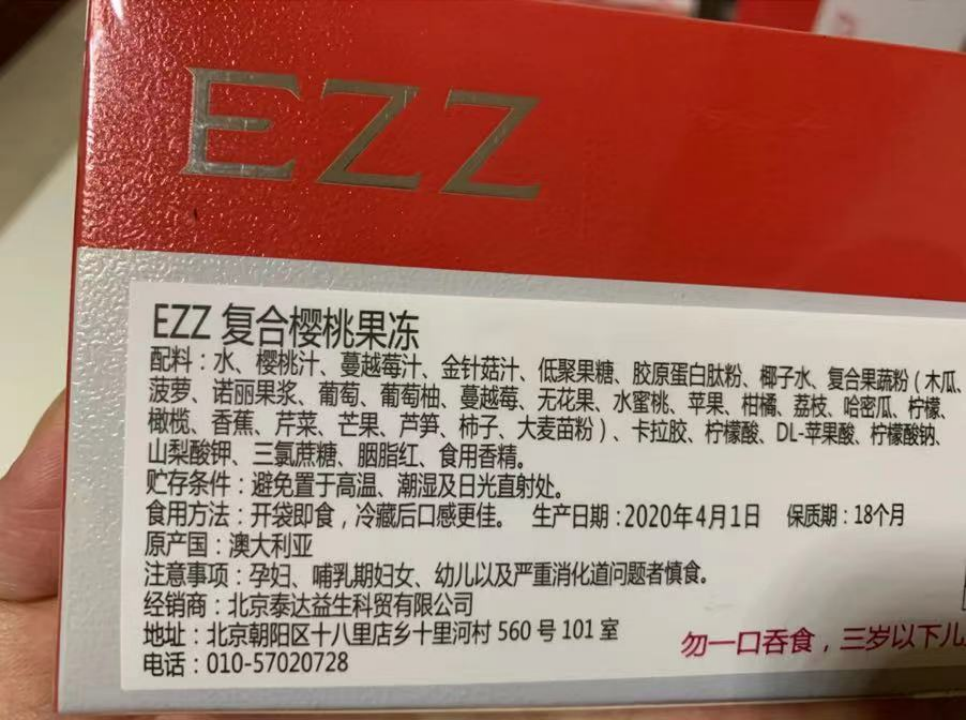 EZZ
EZZ 复合樱桃果冻
配料：水、樱桃汁、蔓越莓汁、金针菇汁、低聚果糖、胶原蛋白肽粉、椰子水、复合果蔬粉（木瓜、
菠萝、诺丽果浆、葡萄、葡萄柚、蔓越莓、无花果、水蜜桃、苹果、柑橘、荔枝、哈密瓜、柠檬、
橄榄、香蕉、芹菜、芒果、芦笋、柿子、大麦苗粉）、卡拉胶、柠檬酸、DL-苹果酸、柠檬酸钠、
山梨酸钾、三氯蔗糖、胭脂红、食用香精。
贮存条件：避免置于高温、潮湿及日光直射处。
食用方法：开袋即食，冷藏后口感更佳。 生产日期：2020年4月1日 保质期：18个月
原产国：澳大利亚
注意事项：孕妇、哺乳期妇女、幼儿以及严重消化道问题者慎食。
经销商：北京泰达益生科贸有限公司
地址：北京朝阳区十八里店乡十里河村 560 号 101 室
勿一口吞食，三岁以下儿
电话：010-57020728